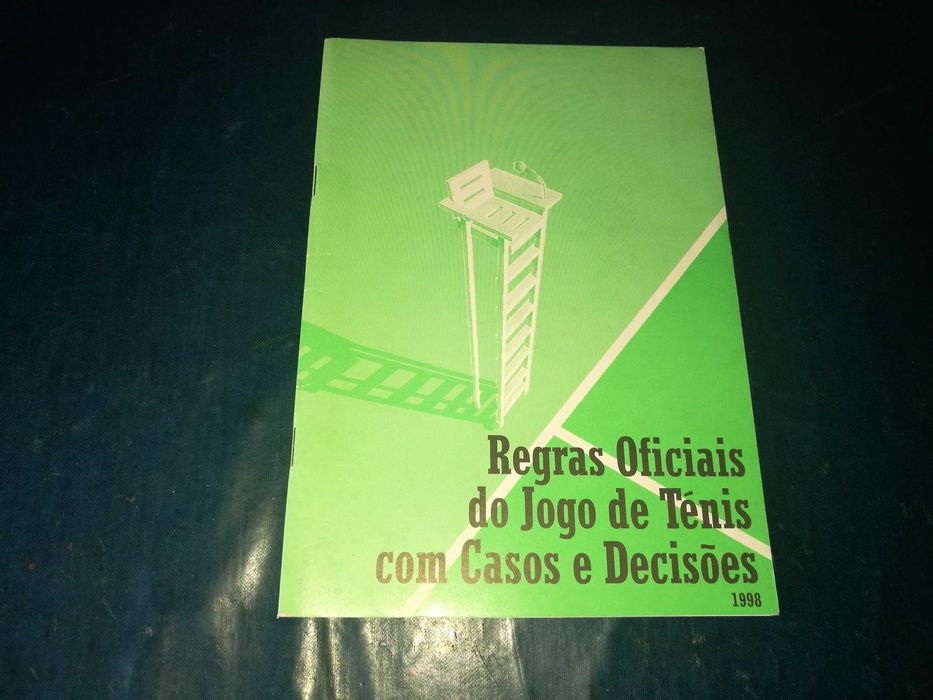 Regras Oficiais
do Jogo de Ténis
com Casos e Decisões
1998